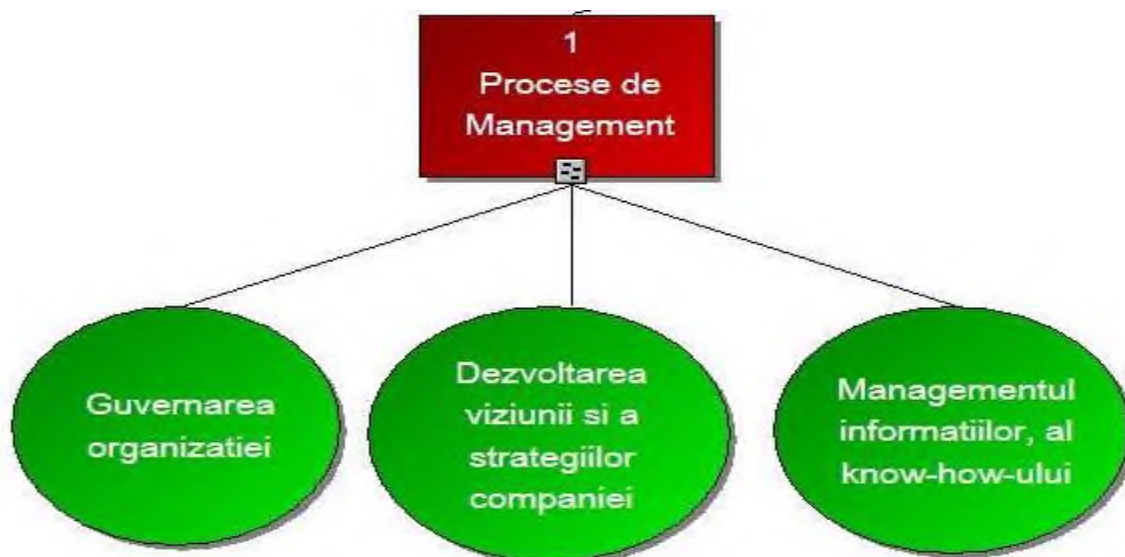 1
Procese de
Management
Guvernarea
organizatiei
Dezvoltarea
viziunii si a
strategiilor
companiei
Managementul
informatiilor, al
know-how-ului